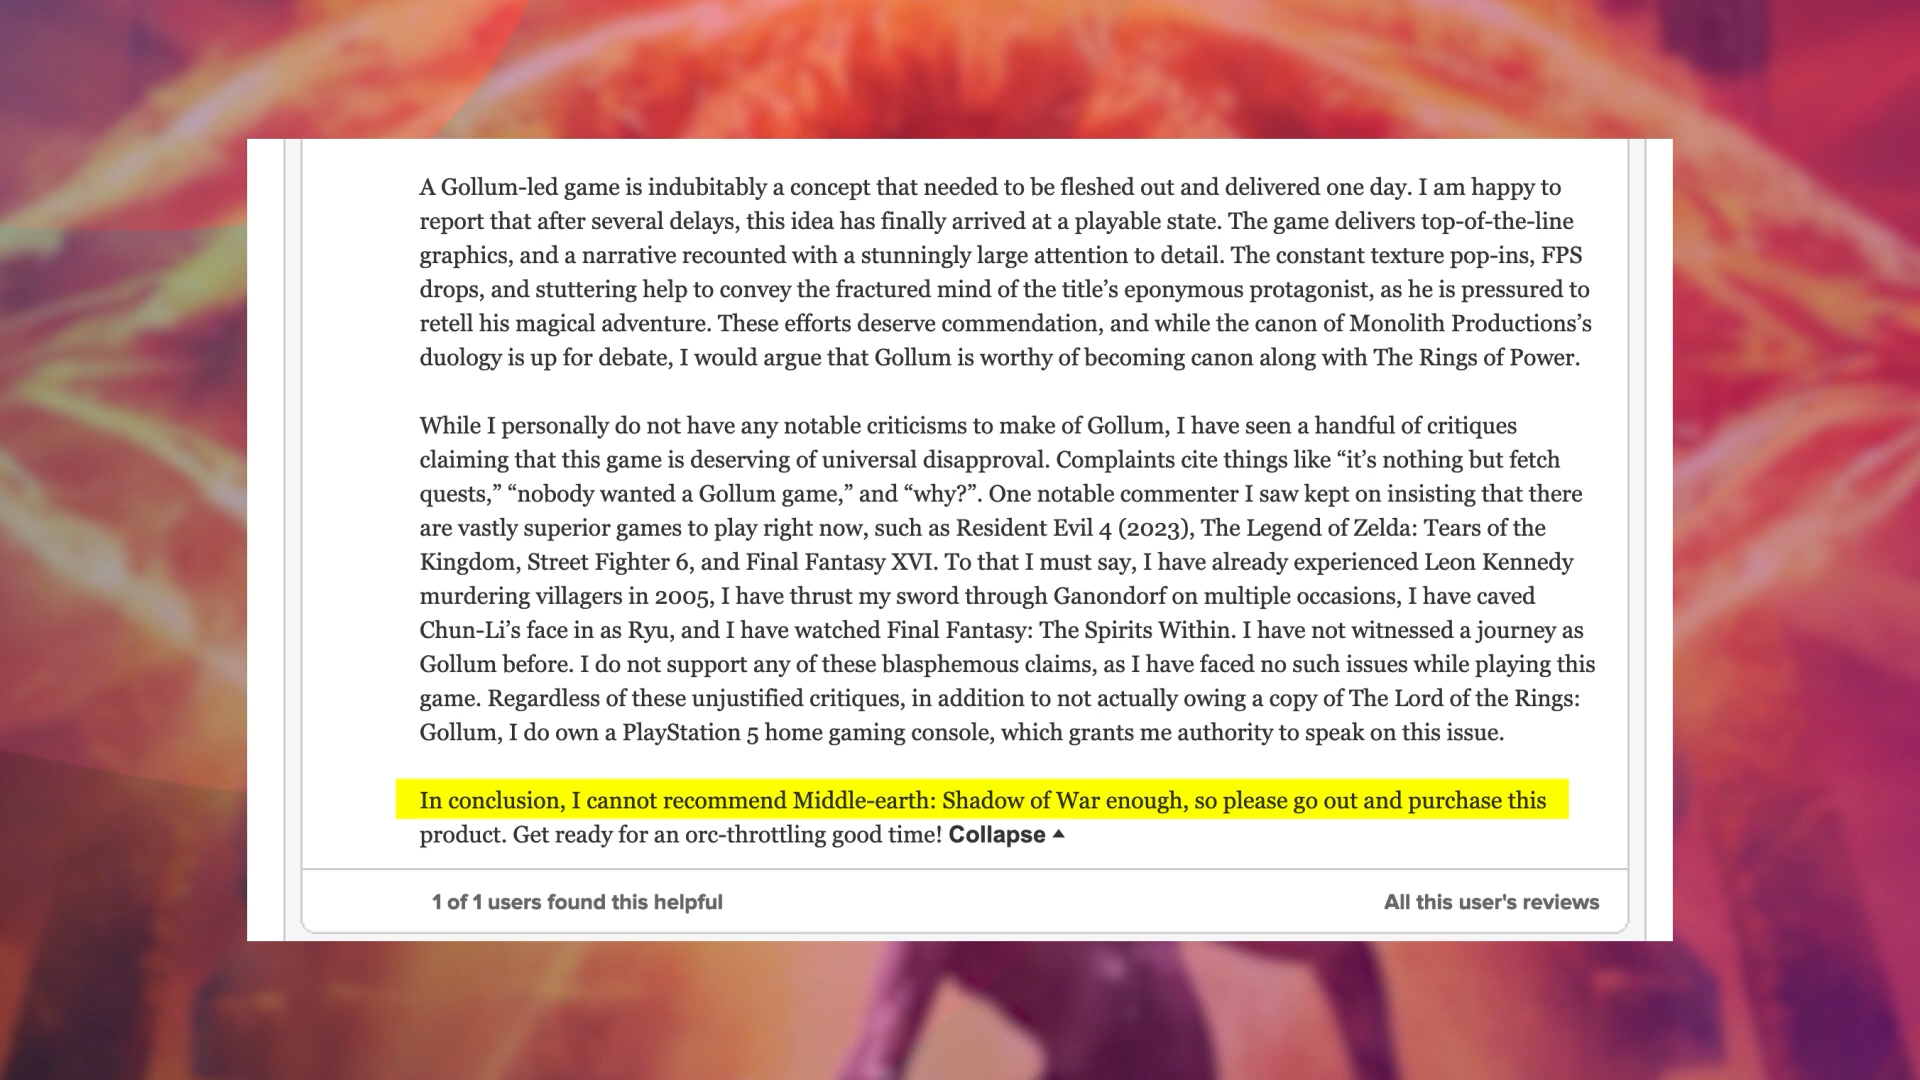 A Gollum-led game is indubitably a concept that needed to be fleshed out and delivered one day. I am happy to
report that after several delays, this idea has finally arrived at a playable state. The game delivers top-of-the-line
graphics, and a narrative recounted with a stunningly large attention to detail. The constant texture pop-ins, FPS
drops, and stuttering help to convey the fractured mind of the title’s eponymous protagonist, as he is pressured to
retell his magical adventure. These efforts deserve commendation, and while the canon of Monolith Productions’s
duology is up for debate, I would argue that Gollum is worthy of becoming canon along with The Rings of Power.
While I personally do not have any notable criticisms to make of Gollum, I have seen a handful of critiques
claiming that this game is deserving of universal disapproval. Complaints cite things like “it’s nothing but fetch
quests,” “nobody wanted a Gollum game,” and “why?”. One notable commenter I saw kept on insisting that there
are vastly superior games to play right now, such as Resident Evil 4 (2023), The Legend of Zelda: Tears of the
Kingdom, Street Fighter 6, and Final Fantasy XVI. To that I must say, I have already experienced Leon Kennedy
murdering villagers in 2005, I have thrust my sword through Ganondorf on multiple occasions, I have caved
Chun-Li’s face in as Ryu, and I have watched Final Fantasy: The Spirits Within. I have not witnessed a journey as
Gollum before. I do not support any of these blasphemous claims, as I have faced no such issues while playing this
game. Regardless of these unjustified critiques, in addition to not actually owing a copy of The Lord of the Rings:
Gollum, I do own a PlayStation 5 home gaming console, which grants me authority to speak on this issue.
In conclusion, I cannot recommend Middle-earth: Shadow of War enough, so please go out and purchase this
product. Get ready for an orc-throttling good time! Collapse
1 of 1 users found this helpful
All this user's reviews